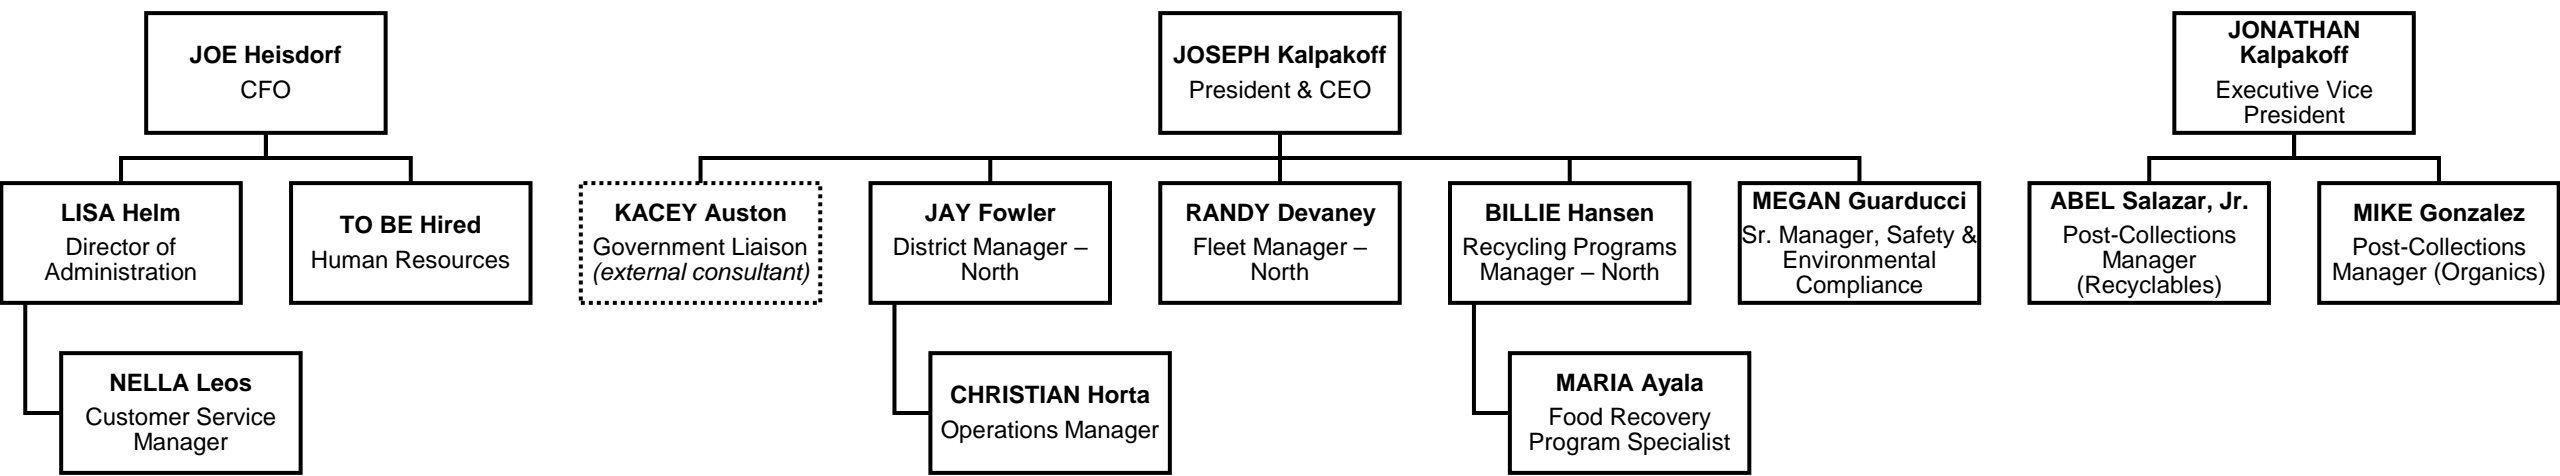 JOE Heisdorf
CFO
JOSEPH Kalpakoff
President & CEO
JONATHAN
Kalpakoff
Executive Vice
President
LISA Helm
Director of
Administration
TO BE Hired
Human Resources
KACEY Auston
Government Liaison
(external consultant)
JAY Fowler
District Manager –
North
RANDY Devaney
Fleet Manager –
North
BILLIE Hansen
Recycling Programs
Manager – North
MEGAN Guarducci
Sr. Manager, Safety &
Environmental
Compliance
ABEL Salazar, Jr.
Post-Collections
Manager
(Recyclables)
MIKE Gonzalez
Post-Collections
Manager (Organics)
NELLA Leos
Customer Service
Manager
CHRISTIAN Horta
Operations Manager
MARIA Ayala
Food Recovery
Program Specialist